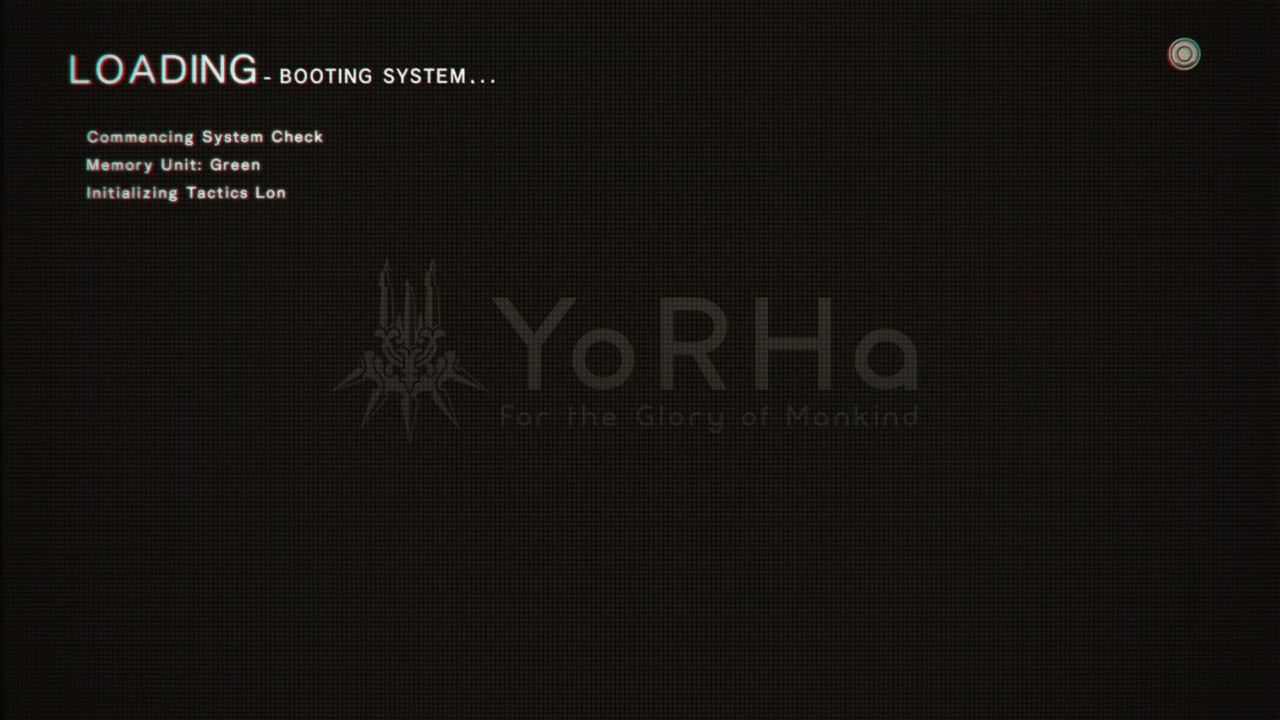 LOADING - BOOTING SYSTEM...
Commencing System Check
Memory Unit: Green
Initializing Tactics Lon
YoRHa
For the Glory of Mankind